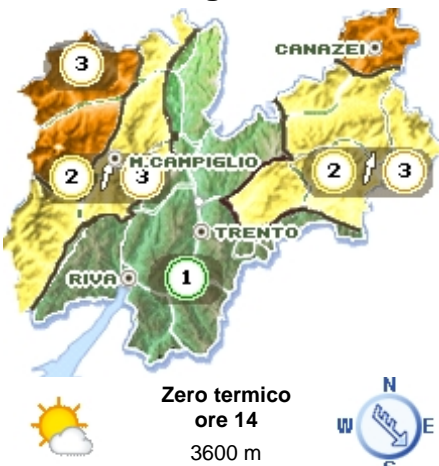 3
CANAZEI
M.CAMPIGLIO
2 3
2 3
TRENTO
RIVA
1
Zero termico
ore 14
3600 m
N
W E
S